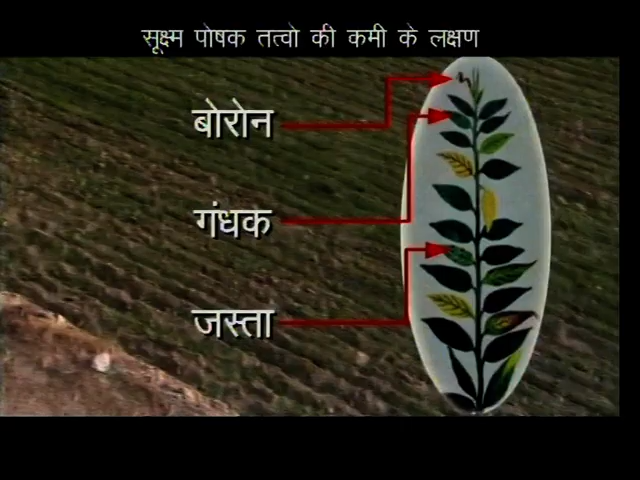 सूक्ष्म पोषक तत्वो की कमी के लक्षण
बोरोन
गंधक
जस्ता